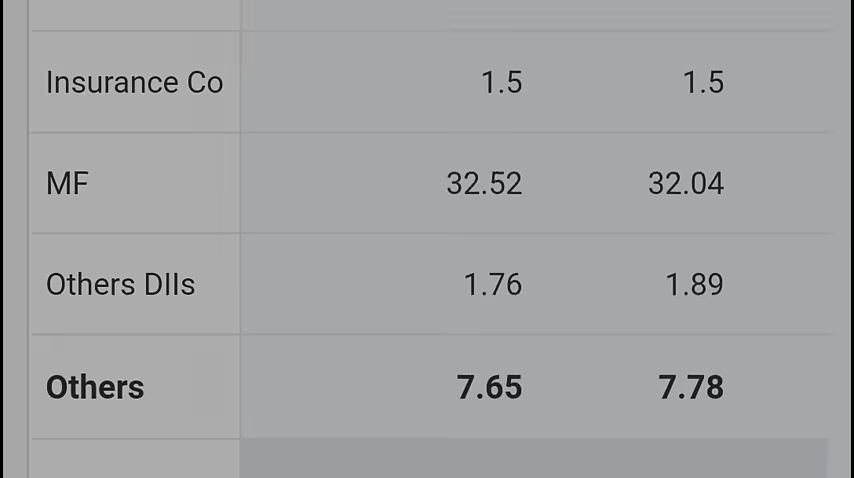 Insurance Co 1.5 1.5
MF 32.52 32.04
Others DIIs 1.76 1.89
Others 7.65 7.78